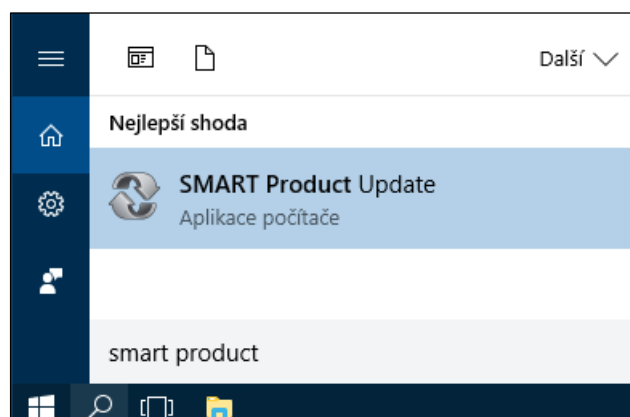 Další
Nejlepší shoda
SMART Product Update
Aplikace počítače
smart product